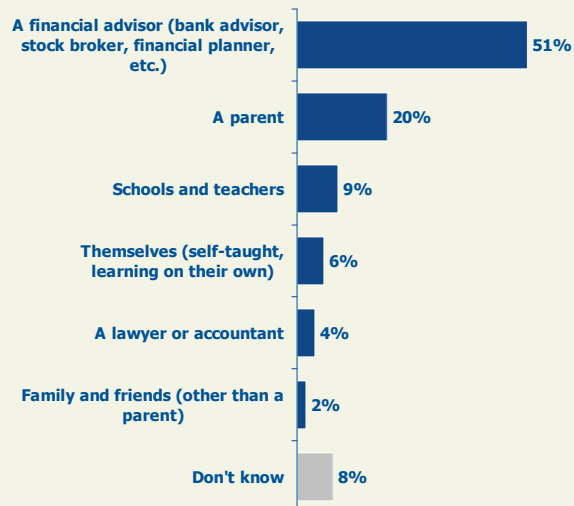 A financial advisor (bank advisor,
stock broker, financial planner,
etc.)
51%
A parent
20%
Schools and teachers
9%
Themselves (self-taught,
learning on their own)
6%
A lawyer or accountant
4%
Family and friends (other than a
parent)
2%
Don't know
8%